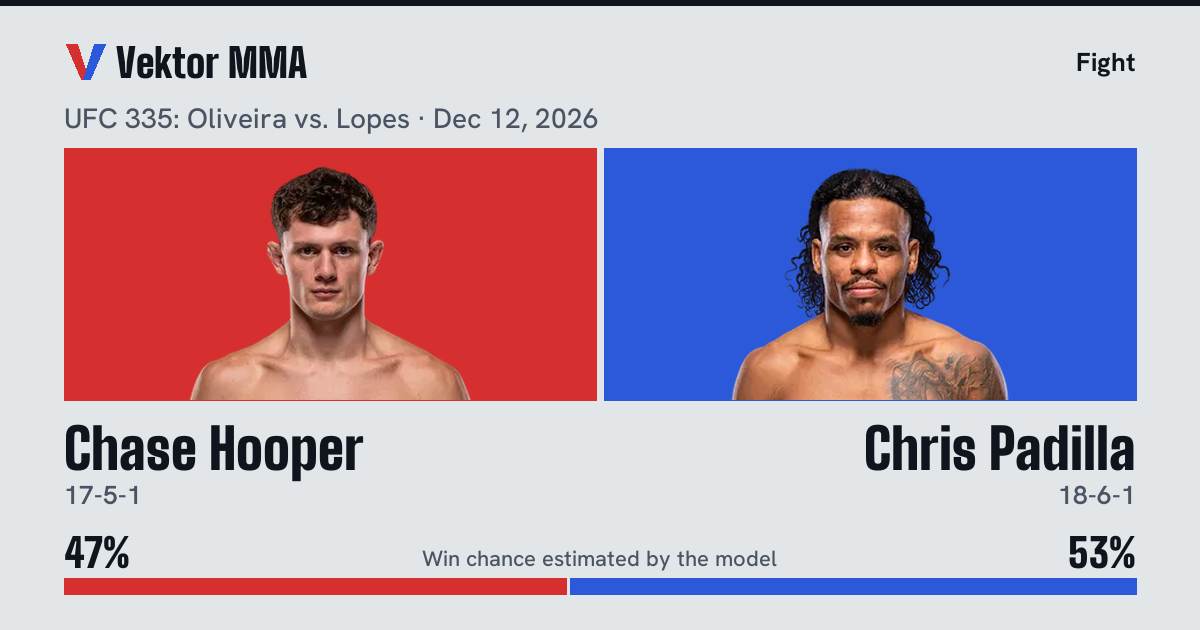 Vektor MMA
Fight
UFC 335: Oliveira vs. Lopes · Dec 12, 2026
Chase Hooper
Chris Padilla
17-5-1
18-6-1
47%
Win chance estimated by the model
53%